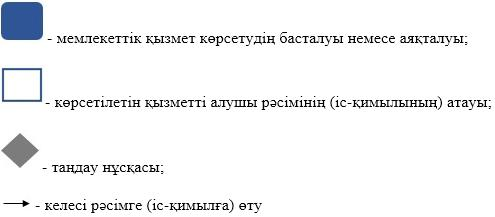 - мемлекеттік қызмет көрсетудің басталуы немесе аяқталуы;
- көрсетілетін қызметті алушы рәсімінің (іс-қимылының) атауы;
- таңдау нұсқасы;
- келесі рәсімге (іс-қимылға) өту